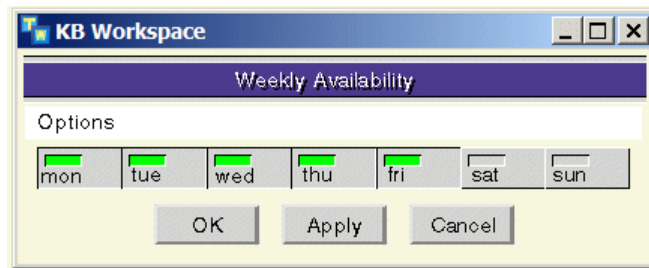 KB Workspace
Weekly Availability
Options
mon tue wed thu fri sat sun
OK Apply Cancel